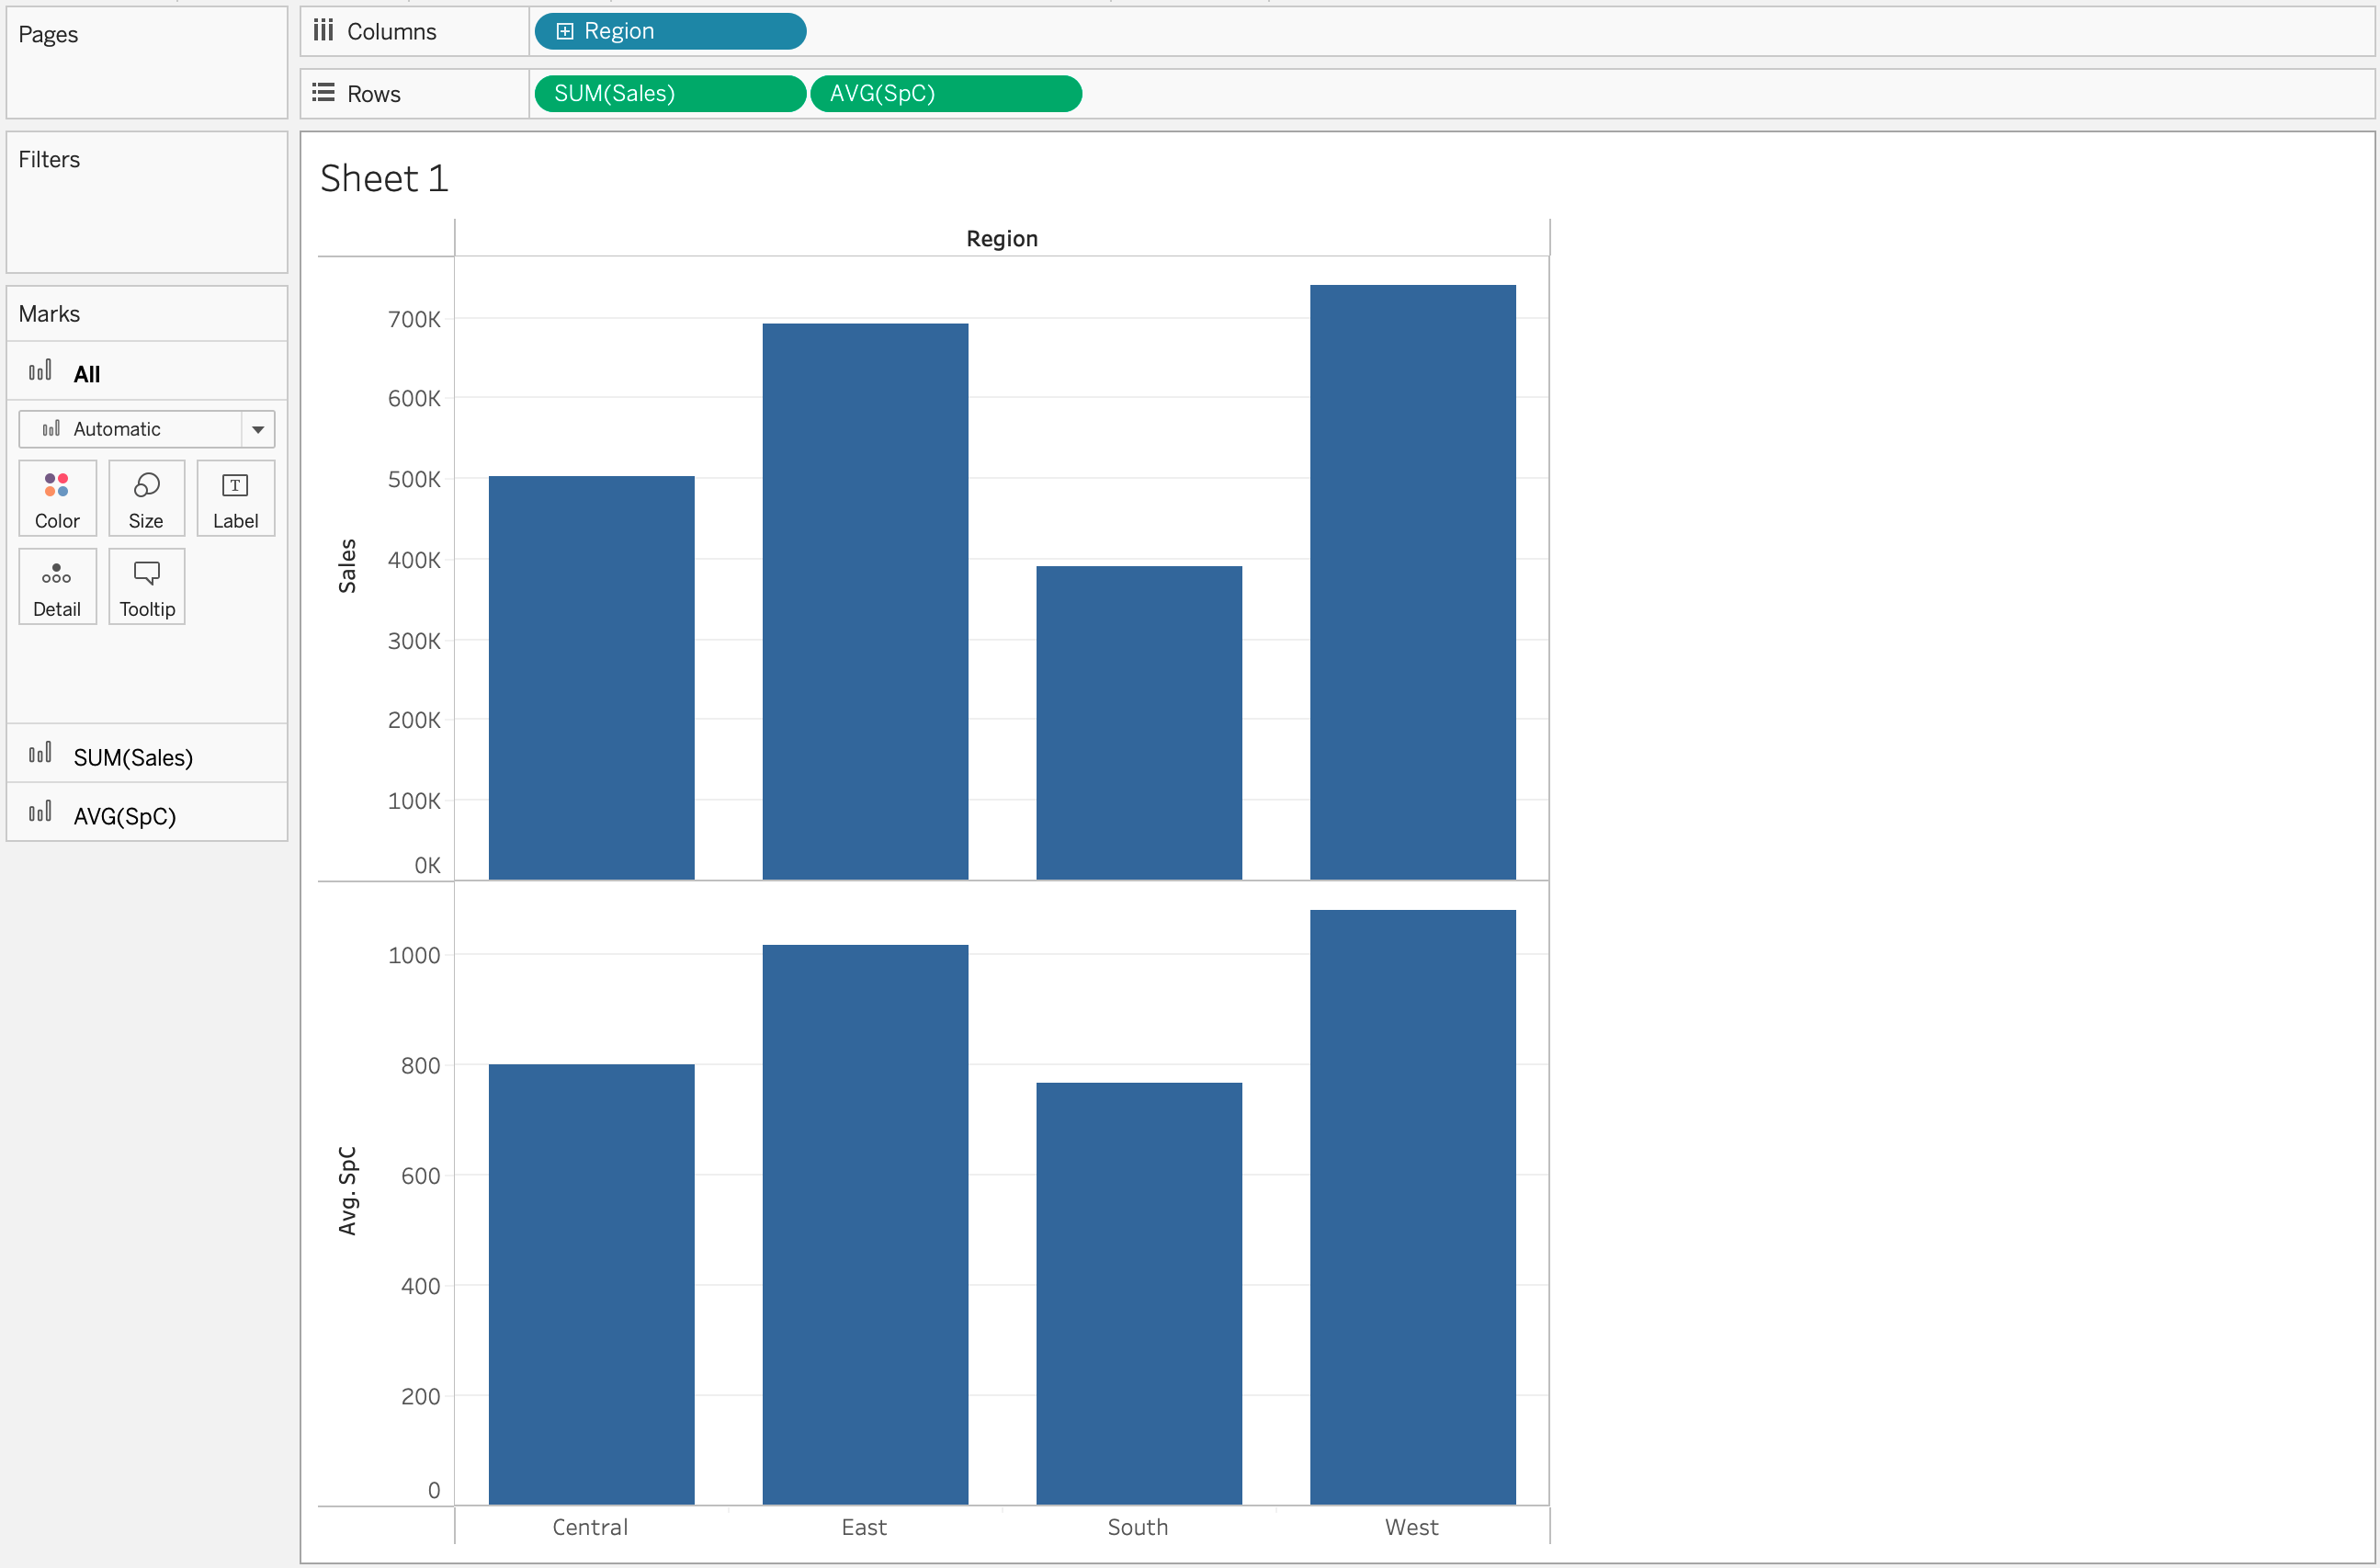 Pages
Columns
Region
Rows
SUM(Sales)
AVG(SpC)
Filters
Marks
All
Automatic
Color
Size
Label
Detail
Tooltip
SUM(Sales)
AVG(SpC)
Sheet 1
Region
Sales
700K
600K
500K
400K
300K
200K
100K
0K
Avg. SpC
1000
800
600
400
200
0
Central
East
South
West